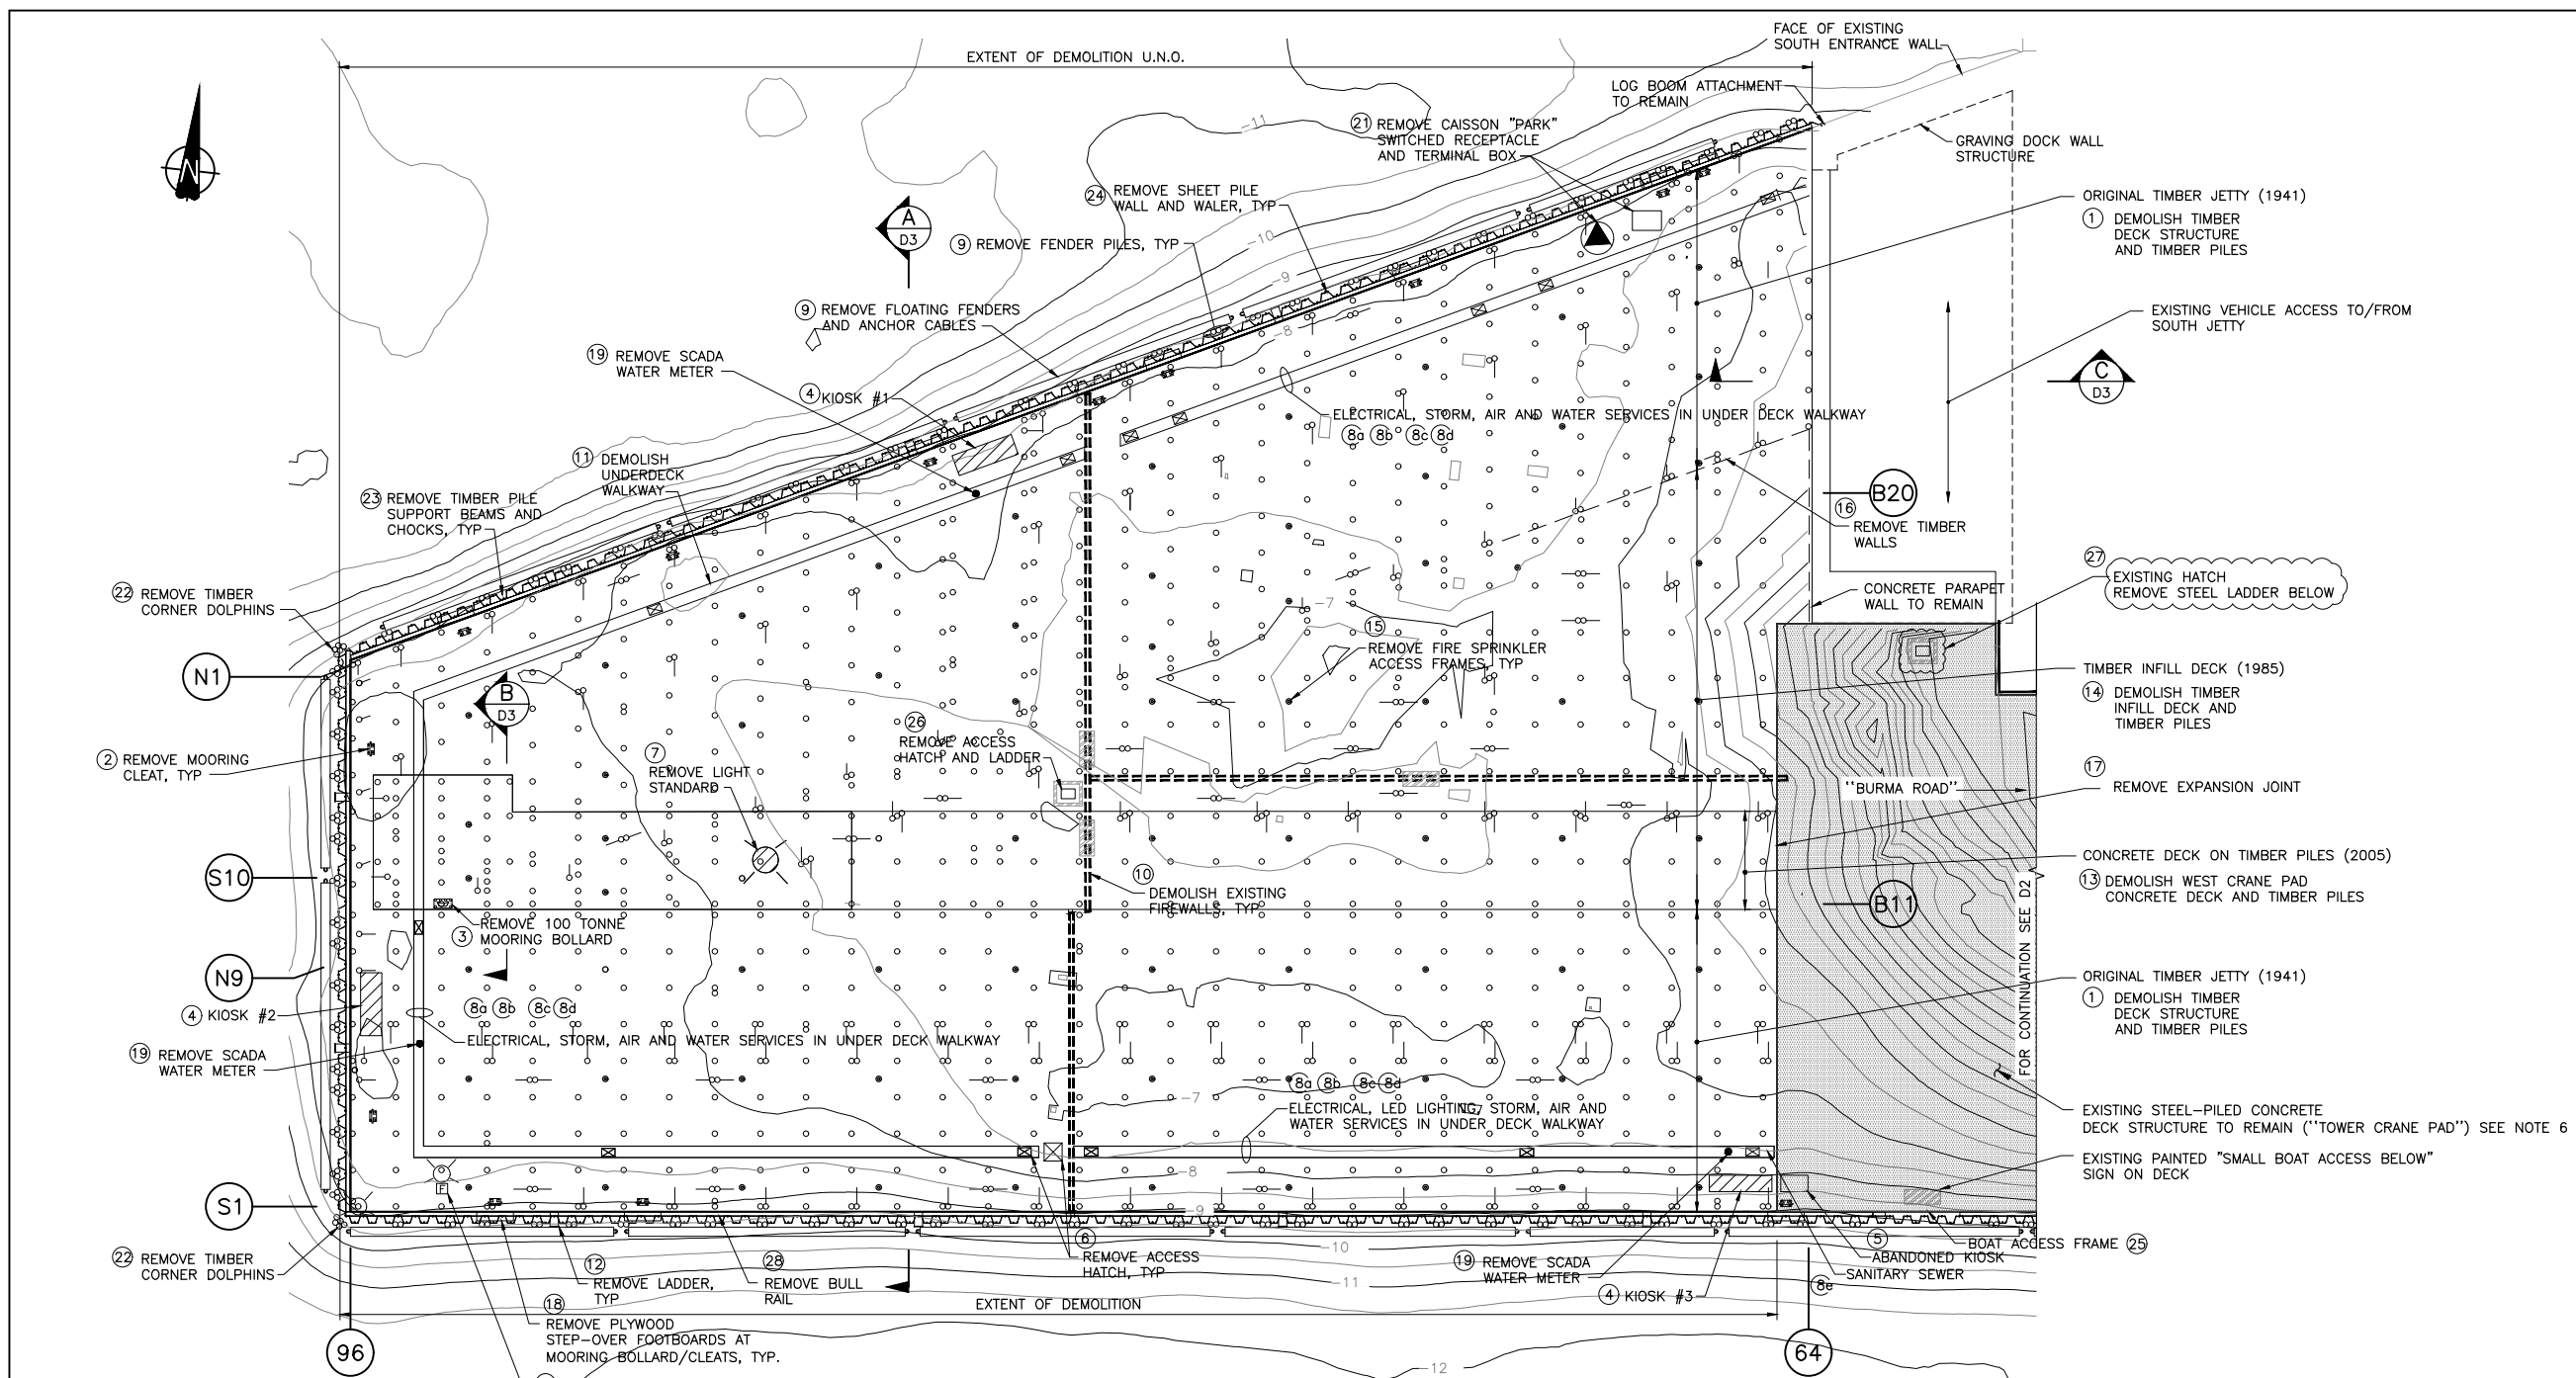 FACE OF EXISTING
SOUTH ENTRANCE WALL
EXTENT OF DEMOLITION U.N.O.
LOG BOOM ATTACHMENT
TO REMAIN
21 REMOVE CAISSON "PARK"
SWITCHED RECEPTACLE
AND TERMINAL BOX
-11
GRAVING DOCK WALL
STRUCTURE
N
24 REMOVE SHEET PILE
WALL AND WALER, TYP
ORIGINAL TIMBER JETTY (1941)
1 DEMOLISH TIMBER
DECK STRUCTURE
AND TIMBER PILES
A
D3
9 REMOVE FENDER PILES, TYP
-10
-9
-8
9 REMOVE FLOATING FENDERS
AND ANCHOR CABLES
EXISTING VEHICLE ACCESS TO/FROM
SOUTH JETTY
19 REMOVE SCADA
WATER METER
C
D3
4 KIOSK #1
ELECTRICAL, STORM, AIR AND WATER SERVICES IN UNDER DECK WALKWAY
8a 8b 8c 8d
11 DEMOLISH
UNDERDECK
WALKWAY
23 REMOVE TIMBER PILE
SUPPORT BEAMS AND
CHOCKS, TYP
B20
16
REMOVE TIMBER
WALLS
27
EXISTING HATCH
REMOVE STEEL LADDER BELOW
22 REMOVE TIMBER
CORNER DOLPHINS
CONCRETE PARAPET
WALL TO REMAIN
-7
15
REMOVE FIRE SPRINKLER
ACCESS FRAMES, TYP
N1
TIMBER INFILL DECK (1985)
14 DEMOLISH TIMBER
INFILL DECK AND
TIMBER PILES
B
D3
26
REMOVE ACCESS
HATCH AND LADDER
2 REMOVE MOORING
CLEAT, TYP
7
REMOVE LIGHT
STANDARD
17
REMOVE EXPANSION JOINT
"BURMA ROAD"
CONCRETE DECK ON TIMBER PILES (2005)
13 DEMOLISH WEST CRANE PAD
CONCRETE DECK AND TIMBER PILES
S10
10
DEMOLISH EXISTING
FIREWALLS, TYP
B11
REMOVE 100 TONNE
3 MOORING BOLLARD
FOR CONTINUATION SEE D2
N9
ORIGINAL TIMBER JETTY (1941)
1 DEMOLISH TIMBER
DECK STRUCTURE
AND TIMBER PILES
8a 8b 8c 8d
4 KIOSK #2
ELECTRICAL, STORM, AIR AND WATER SERVICES IN UNDER DECK WALKWAY
19 REMOVE SCADA
WATER METER
8a 8b 8c 8d
-7
ELECTRICAL, LED LIGHTING, STORM, AIR AND
WATER SERVICES IN UNDER DECK WALKWAY
EXISTING STEEL-PILED CONCRETE
DECK STRUCTURE TO REMAIN ("TOWER CRANE PAD") SEE NOTE 6
EXISTING PAINTED "SMALL BOAT ACCESS BELOW"
SIGN ON DECK
-8
F
S1
-9
-10
22 REMOVE TIMBER
CORNER DOLPHINS
6
REMOVE ACCESS
HATCH, TYP
5
BOAT ACCESS FRAME 25
ABANDONED KIOSK
SANITARY SEWER
12
REMOVE LADDER,
TYP
28
REMOVE BULL
RAIL
19 REMOVE SCADA
WATER METER
-11
8e
4 KIOSK #3
EXTENT OF DEMOLITION
18
REMOVE PLYWOOD
STEP-OVER FOOTBOARDS AT
MOORING BOLLARD/CLEATS, TYP.
96
64
-12